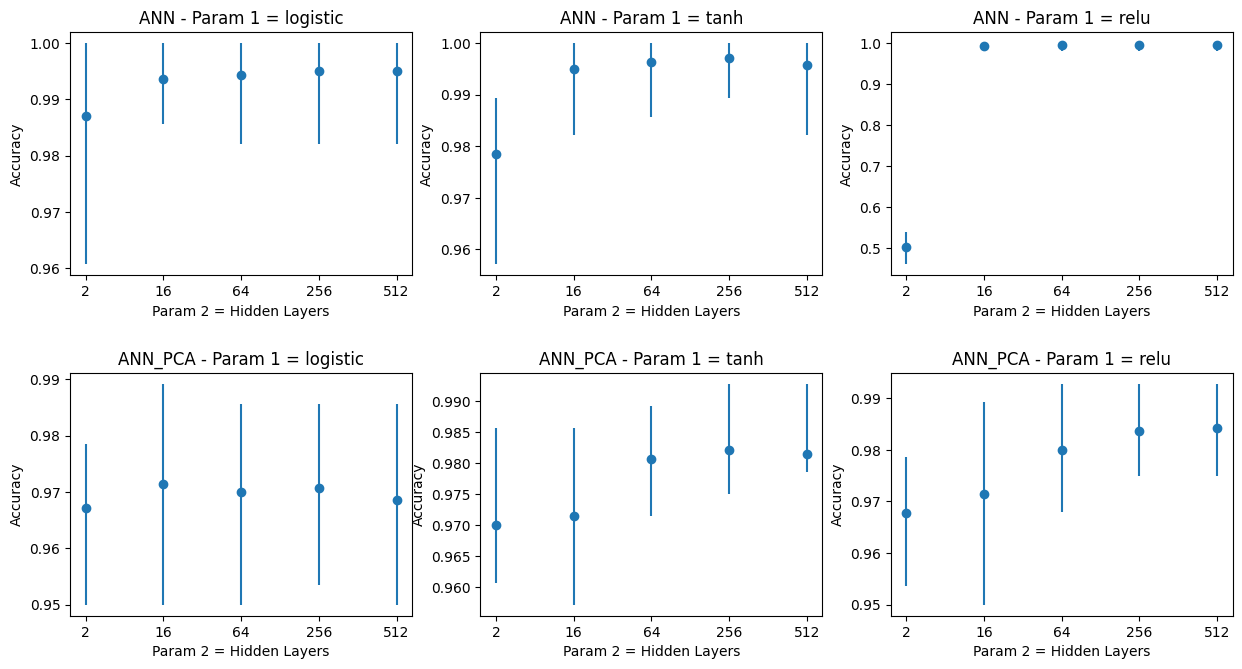 ANN - Param 1 = logistic
1.00
0.99
0.98
0.97
0.96
Accuracy
2 16 64 256 512
Param 2 = Hidden Layers
ANN - Param 1 = tanh
1.00
0.99
0.98
0.97
0.96
Accuracy
2 16 64 256 512
Param 2 = Hidden Layers
ANN - Param 1 = relu
1.0
0.9
0.8
0.7
0.6
0.5
Accuracy
2 16 64 256 512
Param 2 = Hidden Layers
ANN_PCA - Param 1 = logistic
0.99
0.98
0.97
0.96
0.95
Accuracy
2 16 64 256 512
Param 2 = Hidden Layers
ANN_PCA - Param 1 = tanh
0.990
0.985
0.980
0.975
0.970
0.965
0.960
Accuracy
2 16 64 256 512
Param 2 = Hidden Layers
ANN_PCA - Param 1 = relu
0.99
0.98
0.97
0.96
0.95
Accuracy
2 16 64 256 512
Param 2 = Hidden Layers